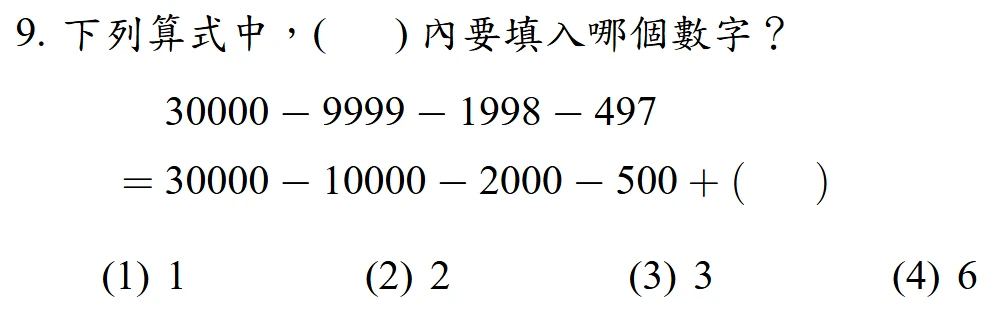 9. 下列算式中，(　　) 內要填入哪個數字？
30000 − 9999 − 1998 − 497
= 30000 − 10000 − 2000 − 500 + (　　)
(1) 1　(2) 2　(3) 3　(4) 6